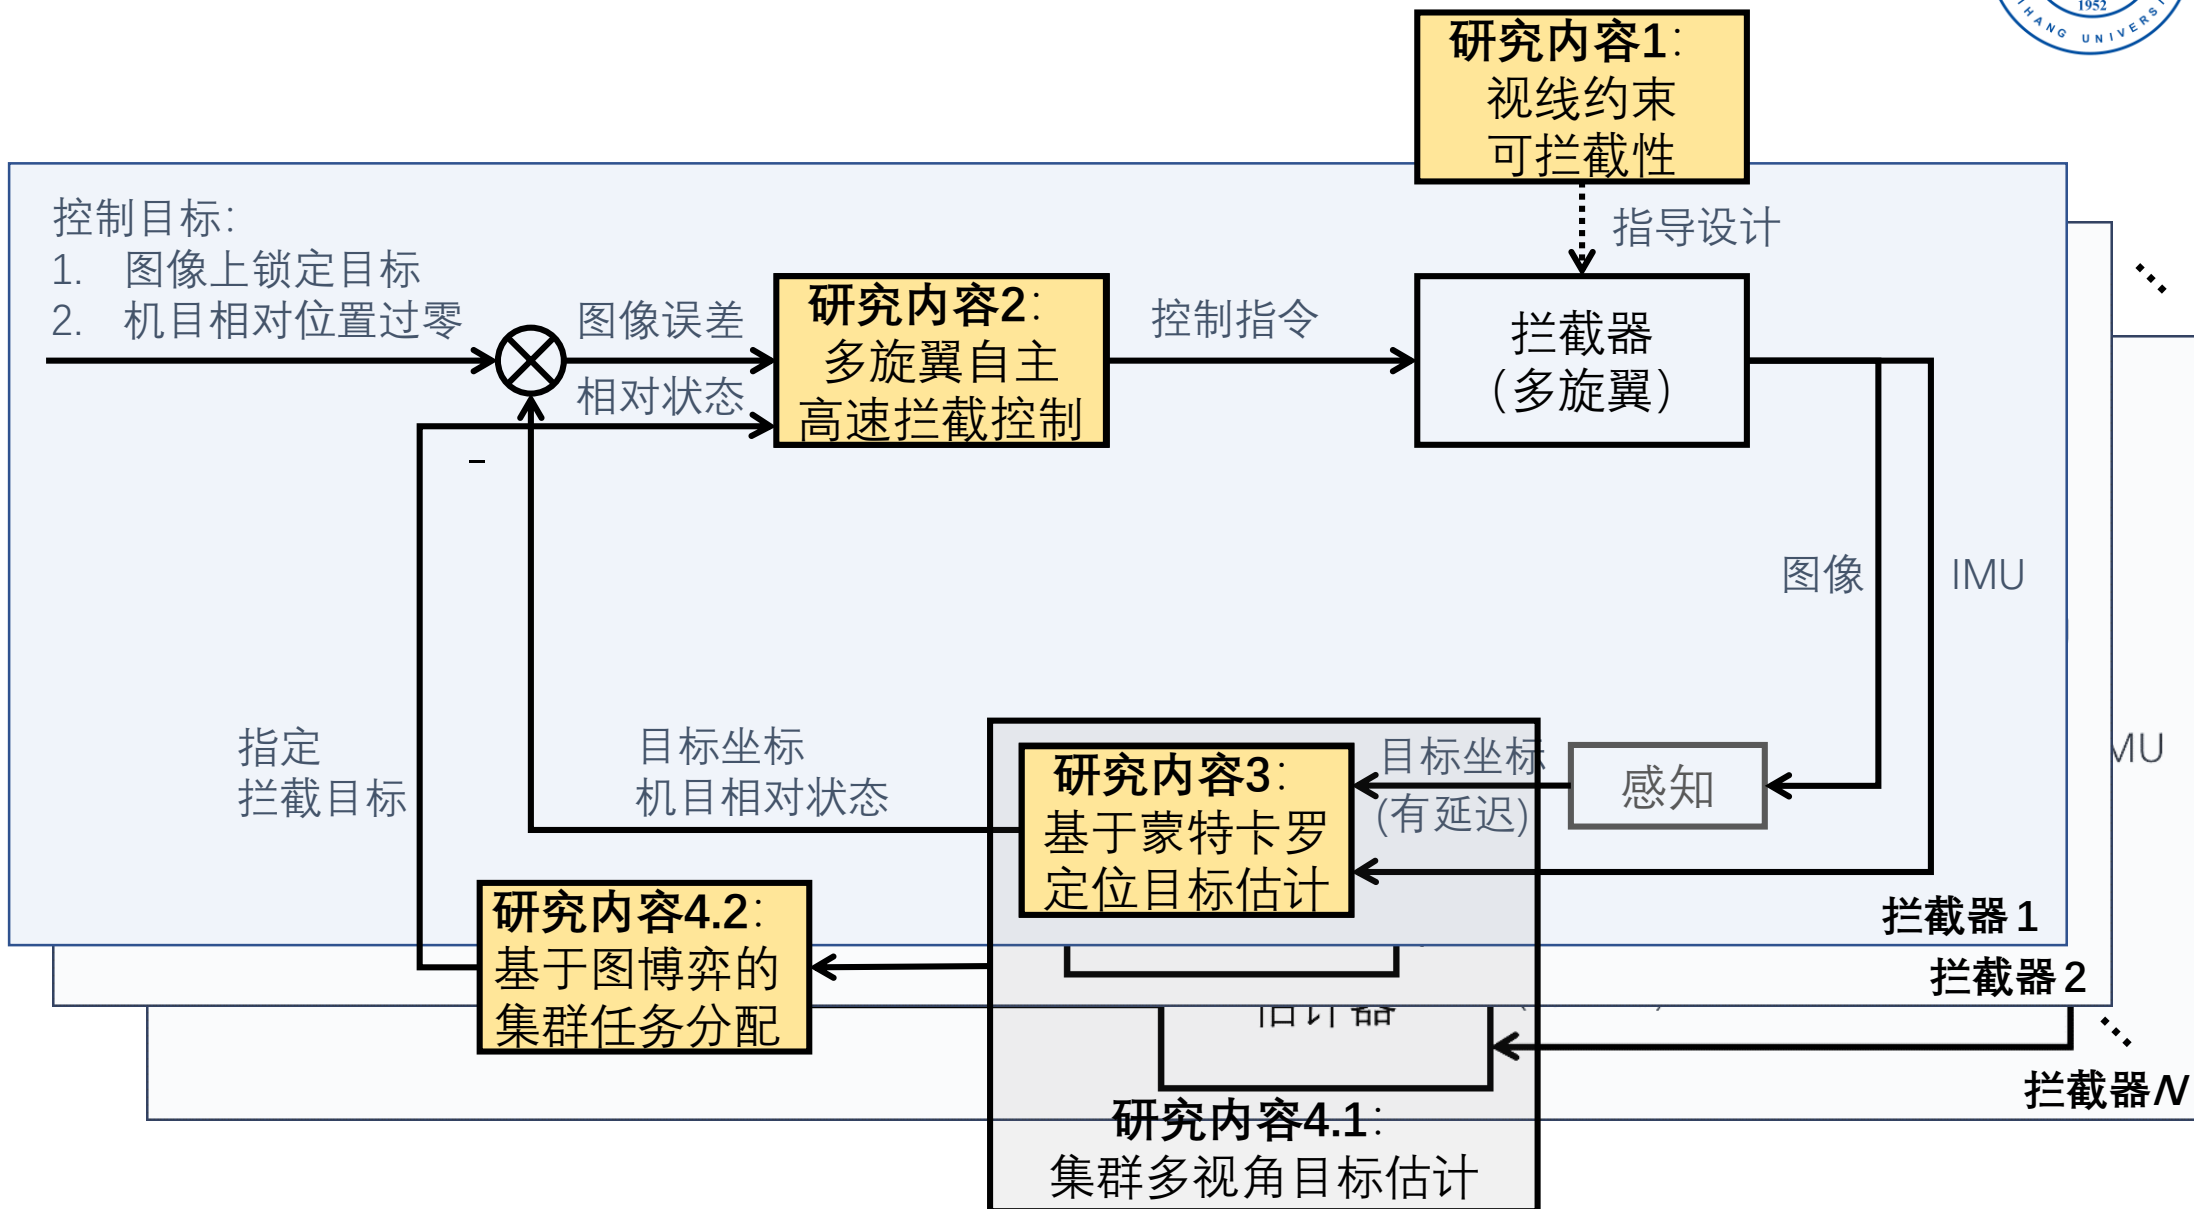 1952
HANG UNIVERSI
研究内容1：
视线约束
可拦截性
控制目标：
1. 图像上锁定目标
2. 机目相对位置过零
指导设计
图像误差
相对状态
研究内容2：
多旋翼自主
高速拦截控制
控制指令
拦截器
（多旋翼）
–
图像
IMU
指定
拦截目标
目标坐标
机目相对状态
研究内容3：
基于蒙特卡罗
定位目标估计
目标坐标
(有延迟)
感知
MU
研究内容4.2：
基于图博弈的
集群任务分配
拦截器1
拦截器2
估计器
拦截器N
研究内容4.1：
集群多视角目标估计